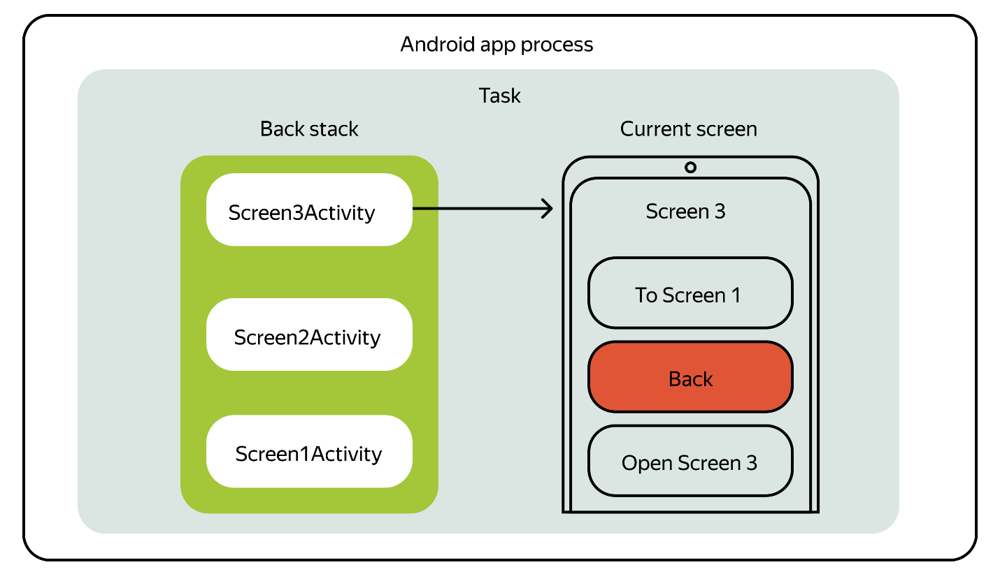 Android app process
Task
Back stack
Current screen
Screen3Activity
Screen2Activity
Screen1Activity
Screen 3
To Screen 1
Back
Open Screen 3